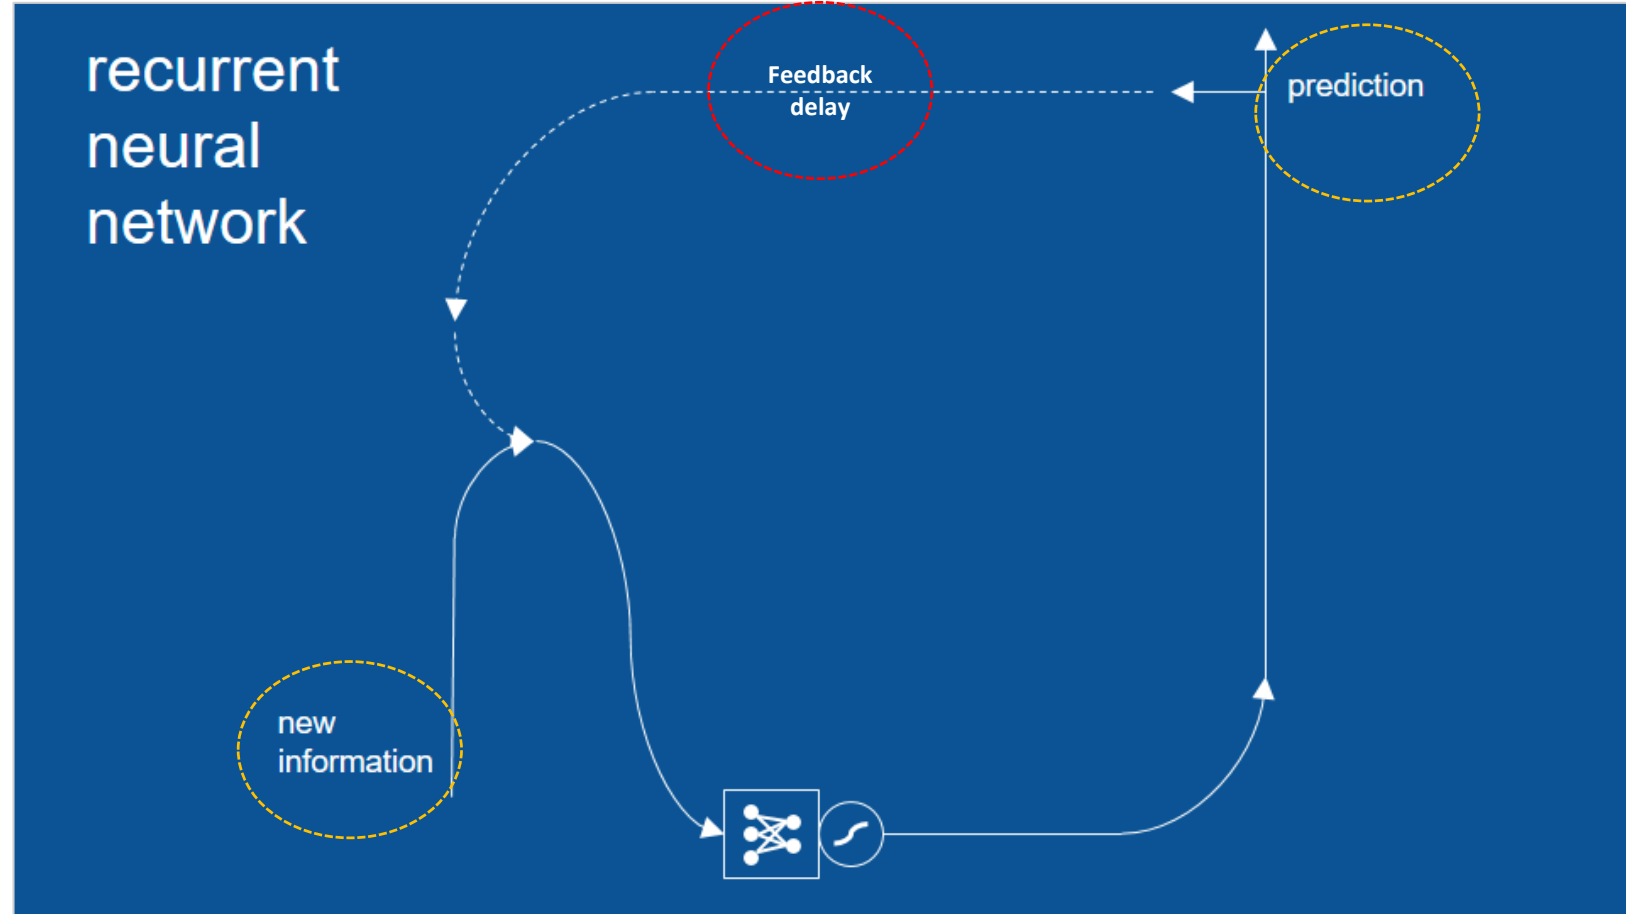 recurrent
neural
network
Feedback
delay
prediction
new
information